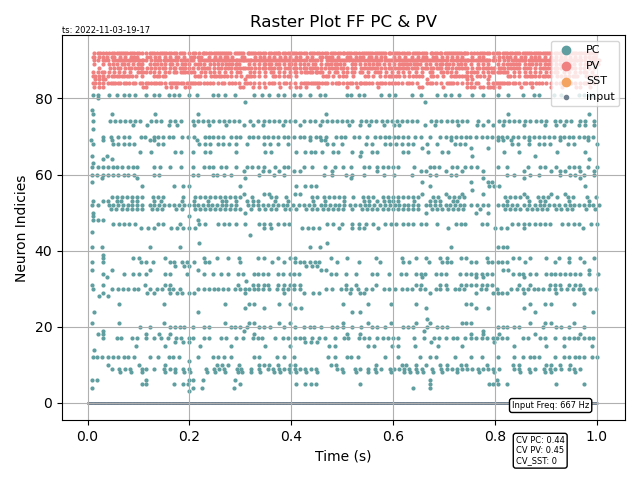 Raster Plot FF PC & PV
ts: 2022-11-03-19-17
PC
PV
SST
input
80
60
40
20
0
Neuron Indicies
Input Freq: 667 Hz
0.0 0.2 0.4 0.6 0.8 1.0
Time (s)
CV PC: 0.44
CV PV: 0.45
CV_SST: 0